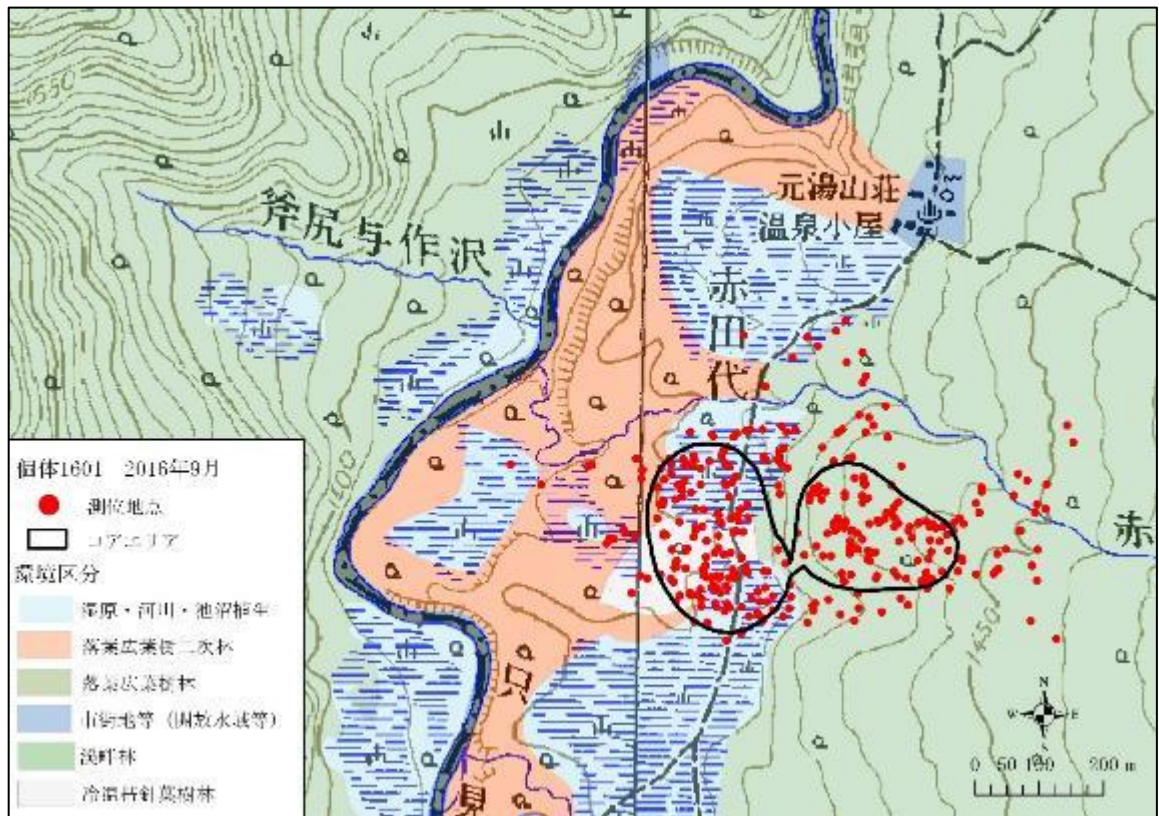 1550
斧尻与作沢
元湯山荘
温泉小屋
赤田代
1400
1450
赤
只
見
個体1601 2016年9月
測位地点
コアエリア
環境区分
湿原・河川・池沼植生
落葉広葉樹二次林
落葉広葉樹林
市街地等（開放水域等）
渓畔林
冷温帯針葉樹林
N
W
E
S
0 50 100 200 m